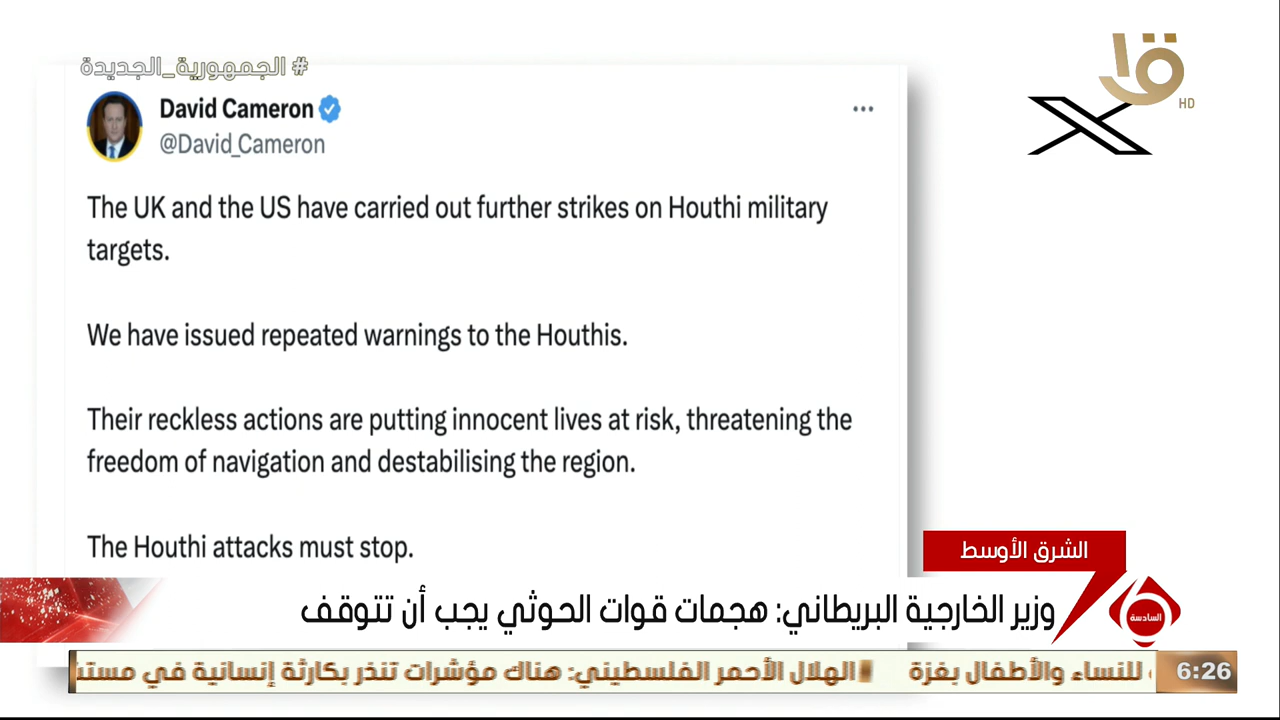 # الجمهورية_الجديدة
David Cameron
@David_Cameron
HD
The UK and the US have carried out further strikes on Houthi military
targets.
We have issued repeated warnings to the Houthis.
Their reckless actions are putting innocent lives at risk, threatening the
freedom of navigation and destabilising the region.
The Houthi attacks must stop.
الشرق الأوسط
وزير الخارجية البريطاني: هجمات قوات الحوثي يجب أن تتوقف
السادسة
للنساء والأطفال بغزة الهلال الأحمر الفلسطيني: هناك مؤشرات تنذر بكارثة إنسانية في
6:26